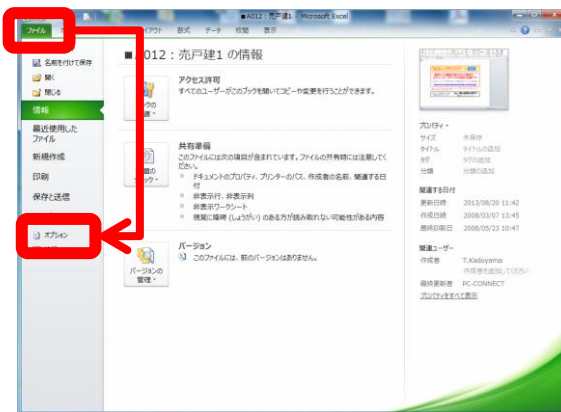 ■A012：売戸建1 - Microsoft Excel
ファイル
イアウト 数式 データ 校閲 表示
名前を付けて保存
開く
閉じる
情報
最近使用した
ファイル
新規作成
印刷
保存と送信
オプション
■A012：売戸建1 の情報
アクセス許可
すべてのユーザーがこのブックを開いてコピーや変更を行うことができます。
共有準備
このファイルには次の項目が含まれています。ファイルの共有時には注意してく
ださい。
ドキュメントのプロパティ、プリンターのパス、作成者の名前、関連する日
付
非表示行、非表示列
非表示ワークシート
視覚に障碍 (しょうがい) のある方が読み取れない可能性がある内容
バージョン
このファイルには、前のバージョンはありません。
バージョンの
管理
プロパティ
サイズ 未保存
タイトル タイトルの追加
タグ タグの追加
分類 分類の追加
関連する日付
更新日時 2013/08/20 11:42
作成日時 2008/03/07 13:45
最終印刷日 2008/05/23 10:47
関連ユーザー
作成者 T.Kadoyama
作成者を追加してください
最終更新者 PC-CONNECT
プロパティをすべて表示